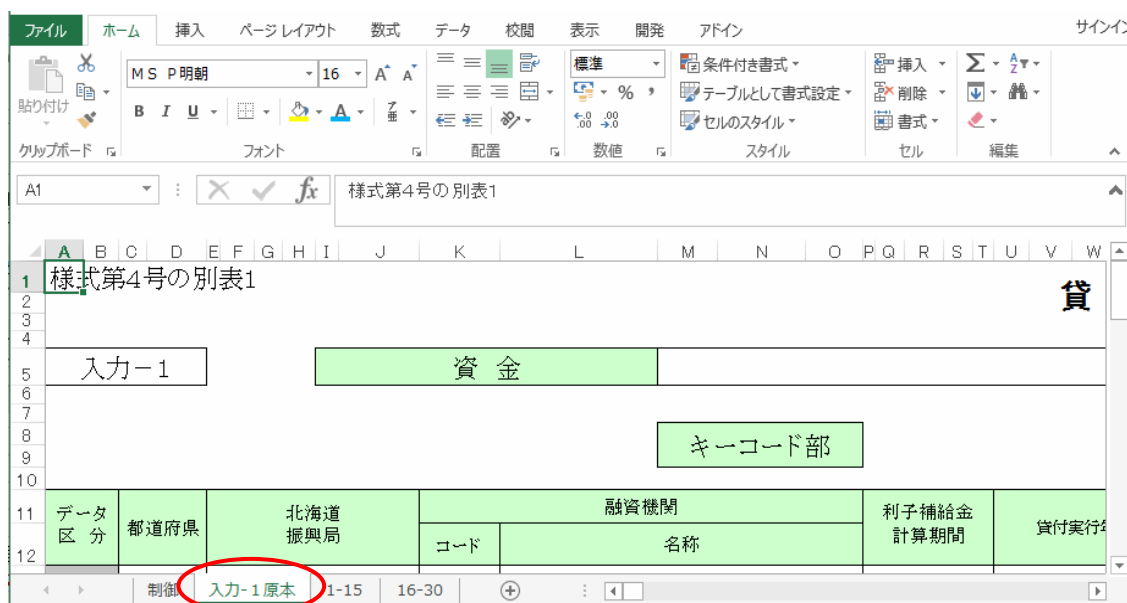 ファイル ホーム 挿入 ページ レイアウト 数式 データ 校閲 表示 開発 アドイン サインイン
ＭＳ Ｐ明朝 16 A A 標準 条件付き書式 挿入 Σ
貼り付け B I U A % , テーブルとして書式設定 削除
セルのスタイル 書式
クリップボード フォント 配置 数値 スタイル セル 編集
A1 fx 様式第4号の別表1
A B C D E F G H I J K L M N O P Q R S T U V W
1 様式第4号の別表1
2 貸
3
4
5 入力－1 資 金
6
7
8 キーコード部
9
10
11 データ 区 分 都道府県 北海道 振興局 融資機関 利子補給金 計算期間 貸付実行
12 コード 名称
制御 入力-１原本 1-15 16-30